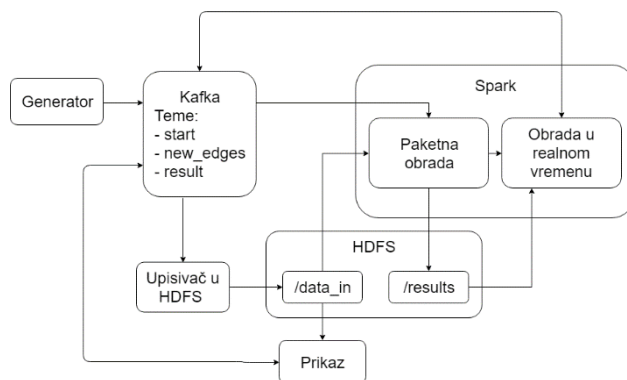 Generator
Kafka
Teme:
- start
- new_edges
- result
Spark
Paketna
obrada
Obrada u
realnom
vremenu
HDFS
Upisivač u
HDFS
/data_in
/results
Prikaz